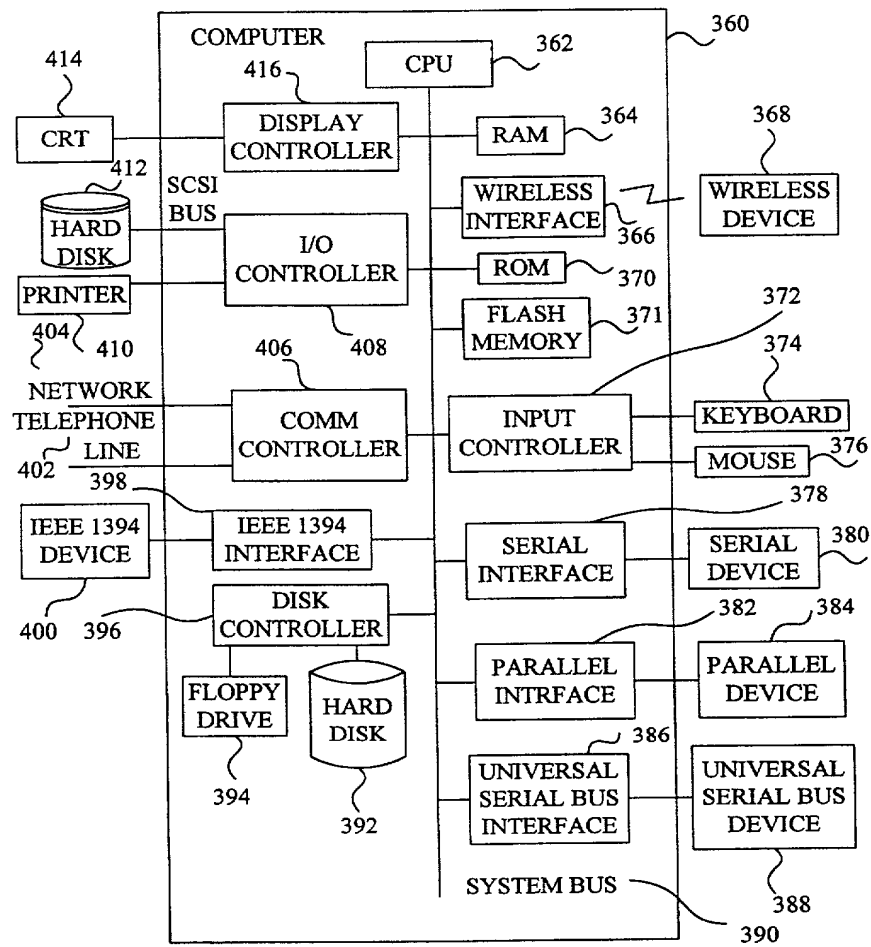 COMPUTER
360
362
CPU
414
416
CRT
DISPLAY
CONTROLLER
RAM
364
368
412
SCSI
BUS
WIRELESS
INTERFACE
366
WIRELESS
DEVICE
HARD
DISK
I/O
CONTROLLER
ROM
370
PRINTER
404
410
408
FLASH
MEMORY
371
372
406
374
NETWORK
TELEPHONE
LINE
402
COMM
CONTROLLER
INPUT
CONTROLLER
KEYBOARD
MOUSE
376
398
378
IEEE 1394
DEVICE
IEEE 1394
INTERFACE
SERIAL
INTERFACE
SERIAL
DEVICE
380
400
396
DISK
CONTROLLER
382
384
FLOPPY
DRIVE
HARD
DISK
PARALLEL
INTRFACE
PARALLEL
DEVICE
394
392
386
UNIVERSAL
SERIAL BUS
INTERFACE
UNIVERSAL
SERIAL BUS
DEVICE
SYSTEM BUS
390
388